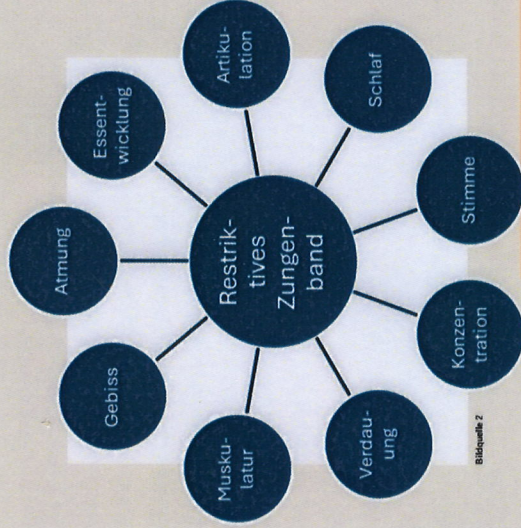 Restrik-
tives
Zungen-
band
Atmung
Essent-
wicklung
Artiku-
lation
Schlaf
Stimme
Konzen-
tration
Verdau-
ung
Musku-
latur
Gebiss
Bildquelle 2